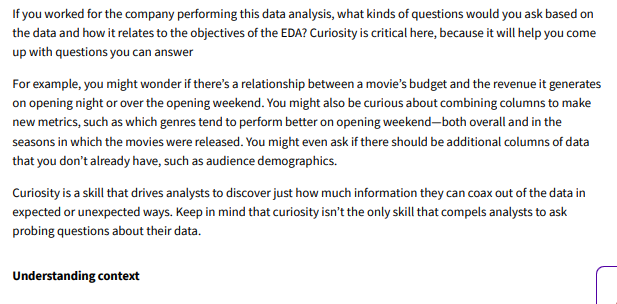 If you worked for the company performing this data analysis, what kinds of questions would you ask based on
the data and how it relates to the objectives of the EDA? Curiosity is critical here, because it will help you come
up with questions you can answer
For example, you might wonder if there’s a relationship between a movie’s budget and the revenue it generates
on opening night or over the opening weekend. You might also be curious about combining columns to make
new metrics, such as which genres tend to perform better on opening weekend—both overall and in the
seasons in which the movies were released. You might even ask if there should be additional columns of data
that you don’t already have, such as audience demographics.
Curiosity is a skill that drives analysts to discover just how much information they can coax out of the data in
expected or unexpected ways. Keep in mind that curiosity isn’t the only skill that compels analysts to ask
probing questions about their data.
Understanding context